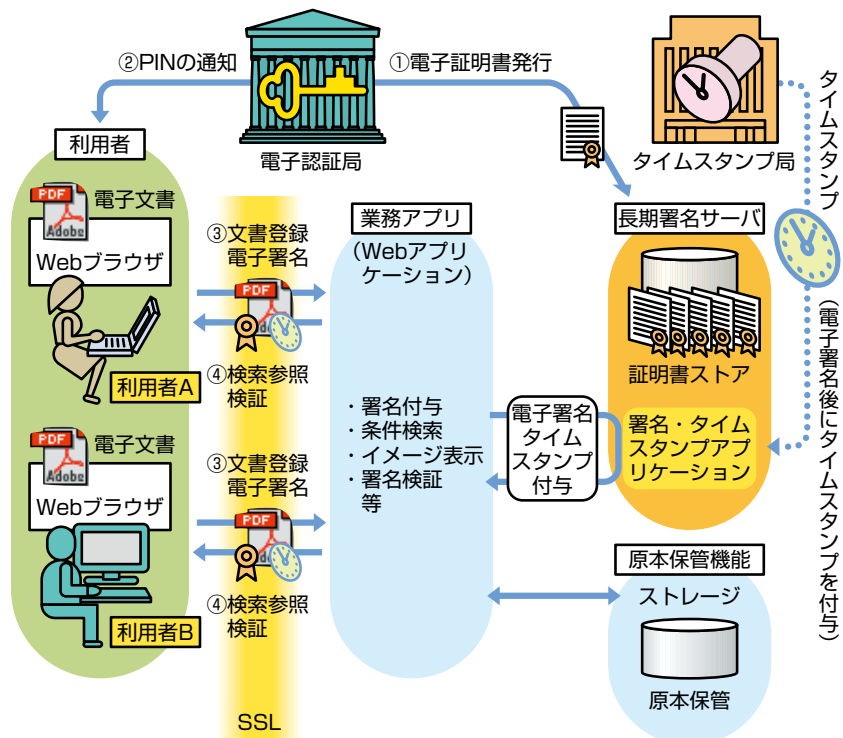 ②PINの通知
①電子証明書発行
電子認証局
タイムスタンプ局
タイムスタンプ
(電子署名後にタイムスタンプを付与)
利用者
PDF
Adobe
電子文書
Webブラウザ
利用者A
③文書登録
電子署名
PDF
④検索参照
検証
PDF
Adobe
電子文書
Webブラウザ
利用者B
③文書登録
電子署名
PDF
④検索参照
検証
SSL
業務アプリ
(Webアプリ
ケーション)
・署名付与
・条件検索
・イメージ表示
・署名検証
等
電子署名
タイム
スタンプ
付与
長期署名サーバ
証明書ストア
署名・タイム
スタンプアプ
リケーション
原本保管機能
ストレージ
原本保管